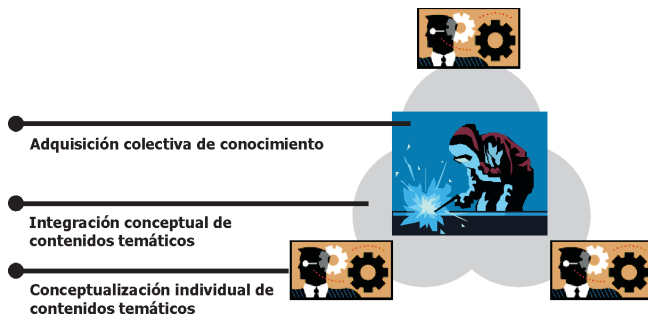 Adquisición colectiva de conocimiento
Integración conceptual de
contenidos temáticos
Conceptualización individual de
contenidos temáticos